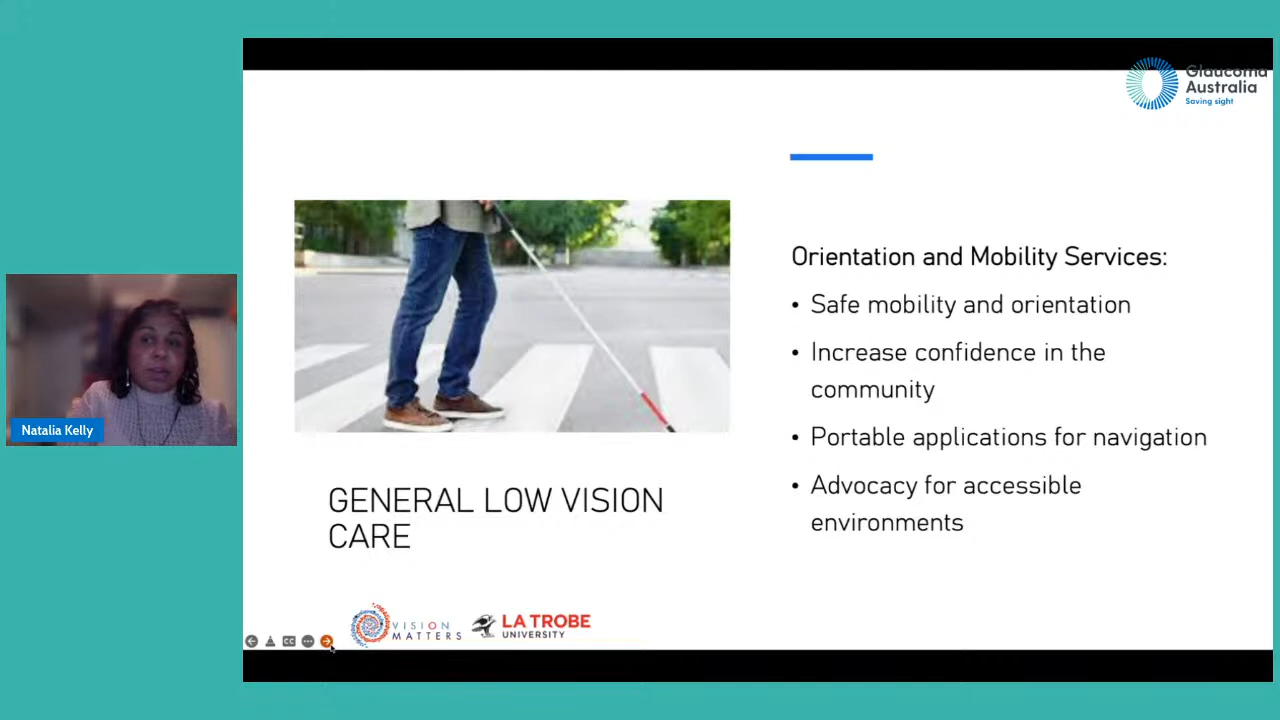 Glaucoma
Australia
Saving sight
Orientation and Mobility Services:
• Safe mobility and orientation
• Increase confidence in the
community
• Portable applications for navigation
• Advocacy for accessible
environments
Natalia Kelly
GENERAL LOW VISION
CARE
VISION
MATTERS
LA TROBE
UNIVERSITY
CC